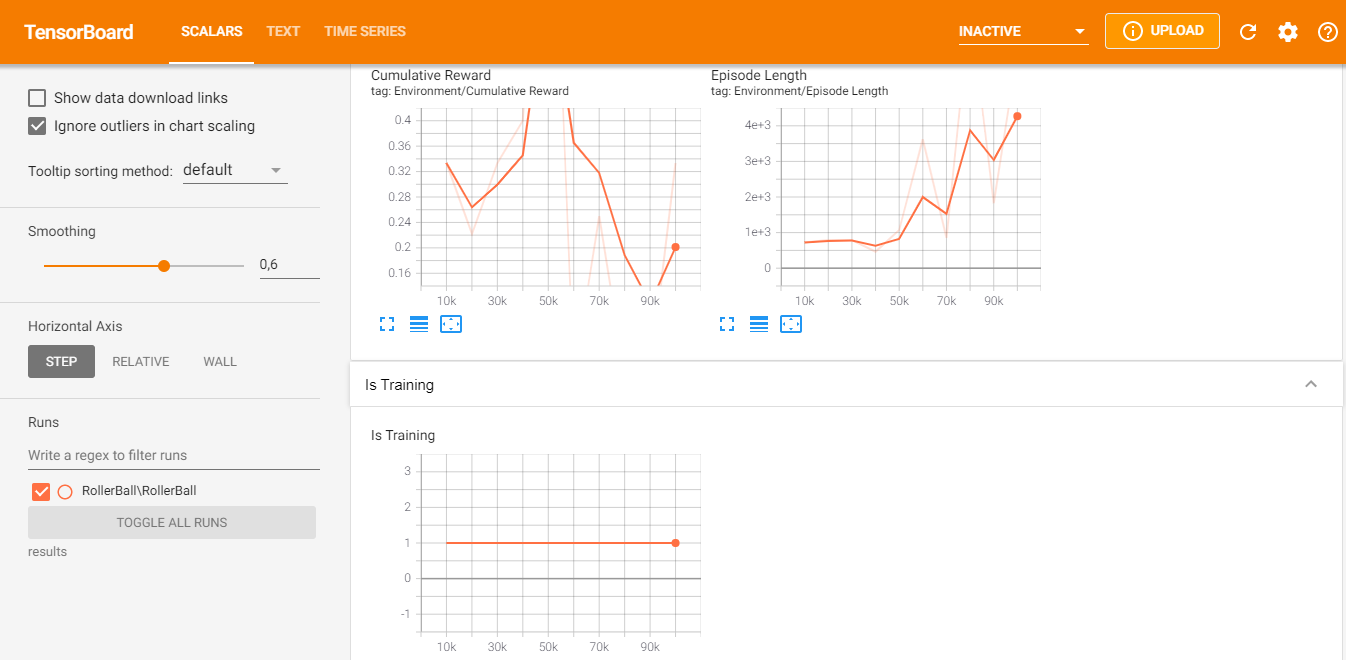 TensorBoard
SCALARS
TEXT
TIME SERIES
INACTIVE
UPLOAD
Show data download links
Ignore outliers in chart scaling
Tooltip sorting method: default
Smoothing
0,6
Horizontal Axis
STEP
RELATIVE
WALL
Runs
Write a regex to filter runs
RollerBall\RollerBall
TOGGLE ALL RUNS
results
Cumulative Reward
tag: Environment/Cumulative Reward
0.4
0.36
0.32
0.28
0.24
0.2
0.16
10k 30k 50k 70k 90k
Episode Length
tag: Environment/Episode Length
4e+3
3e+3
2e+3
1e+3
0
10k 30k 50k 70k 90k
Is Training
Is Training
3
2
1
0
-1
10k 30k 50k 70k 90k